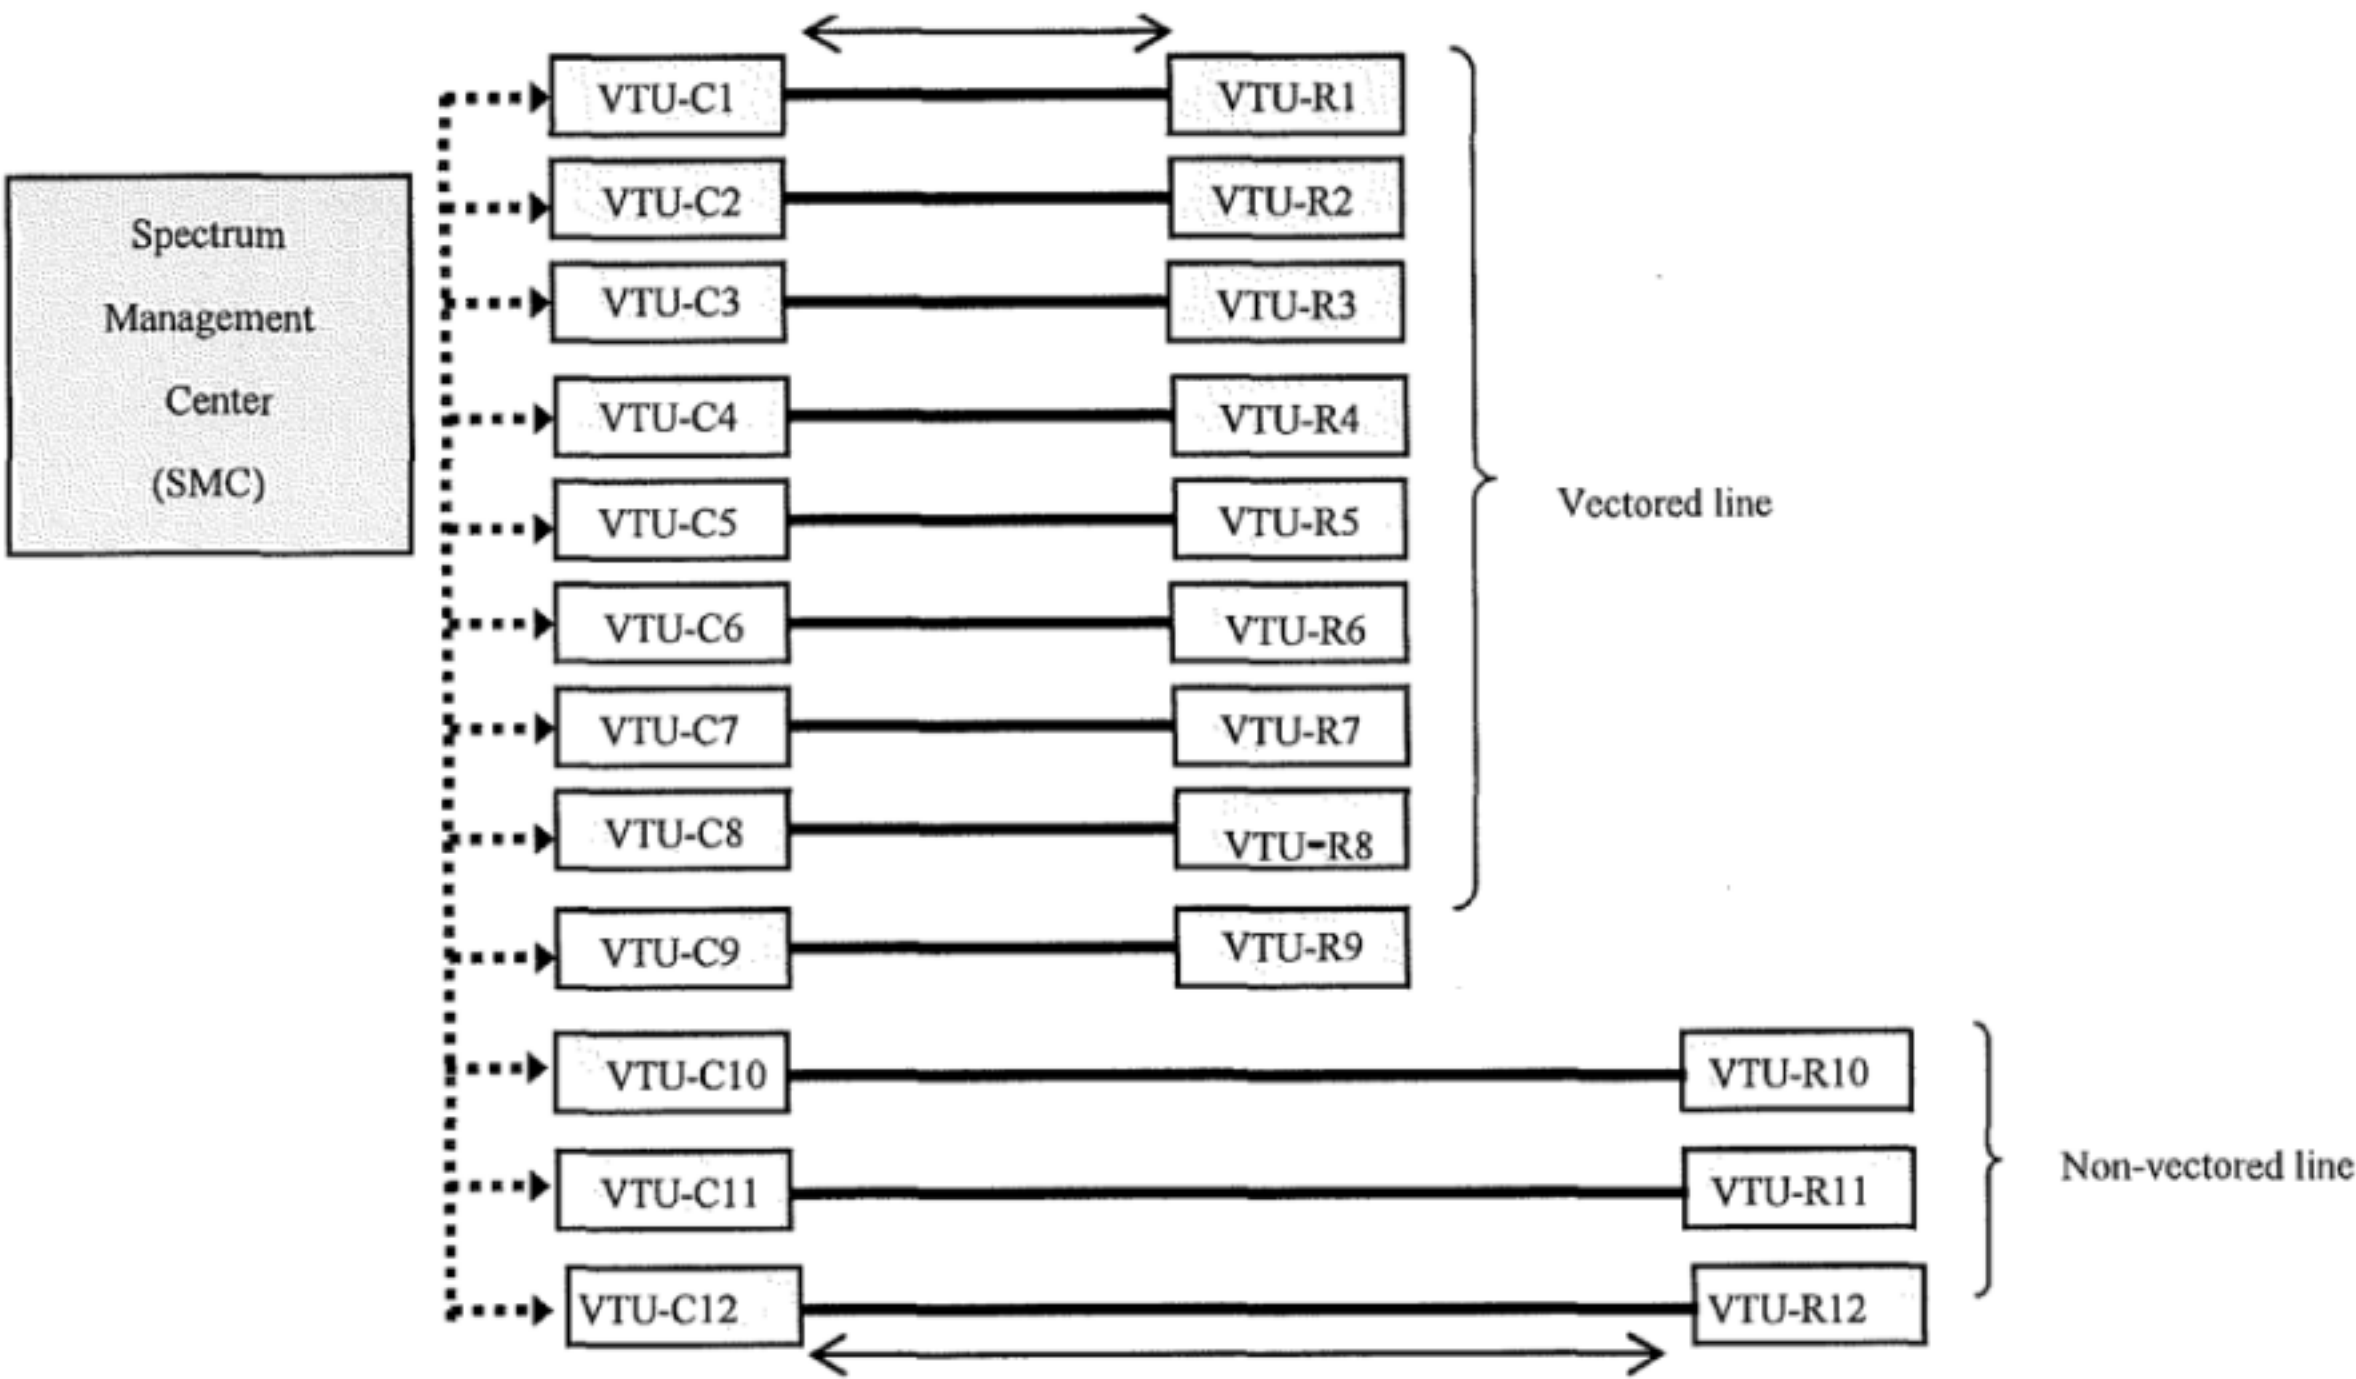 VTU-C1
VTU-R1
VTU-C2
VTU-R2
VTU-C3
VTU-R3
Spectrum
Management
Center
(SMC)
VTU-C4
VTU-R4
VTU-C5
VTU-R5
Vectored line
VTU-C6
VTU-R6
VTU-C7
VTU-R7
VTU-C8
VTU-R8
VTU-C9
VTU-R9
VTU-C10
VTU-R10
VTU-C11
VTU-R11
Non-vectored line
VTU-C12
VTU-R12